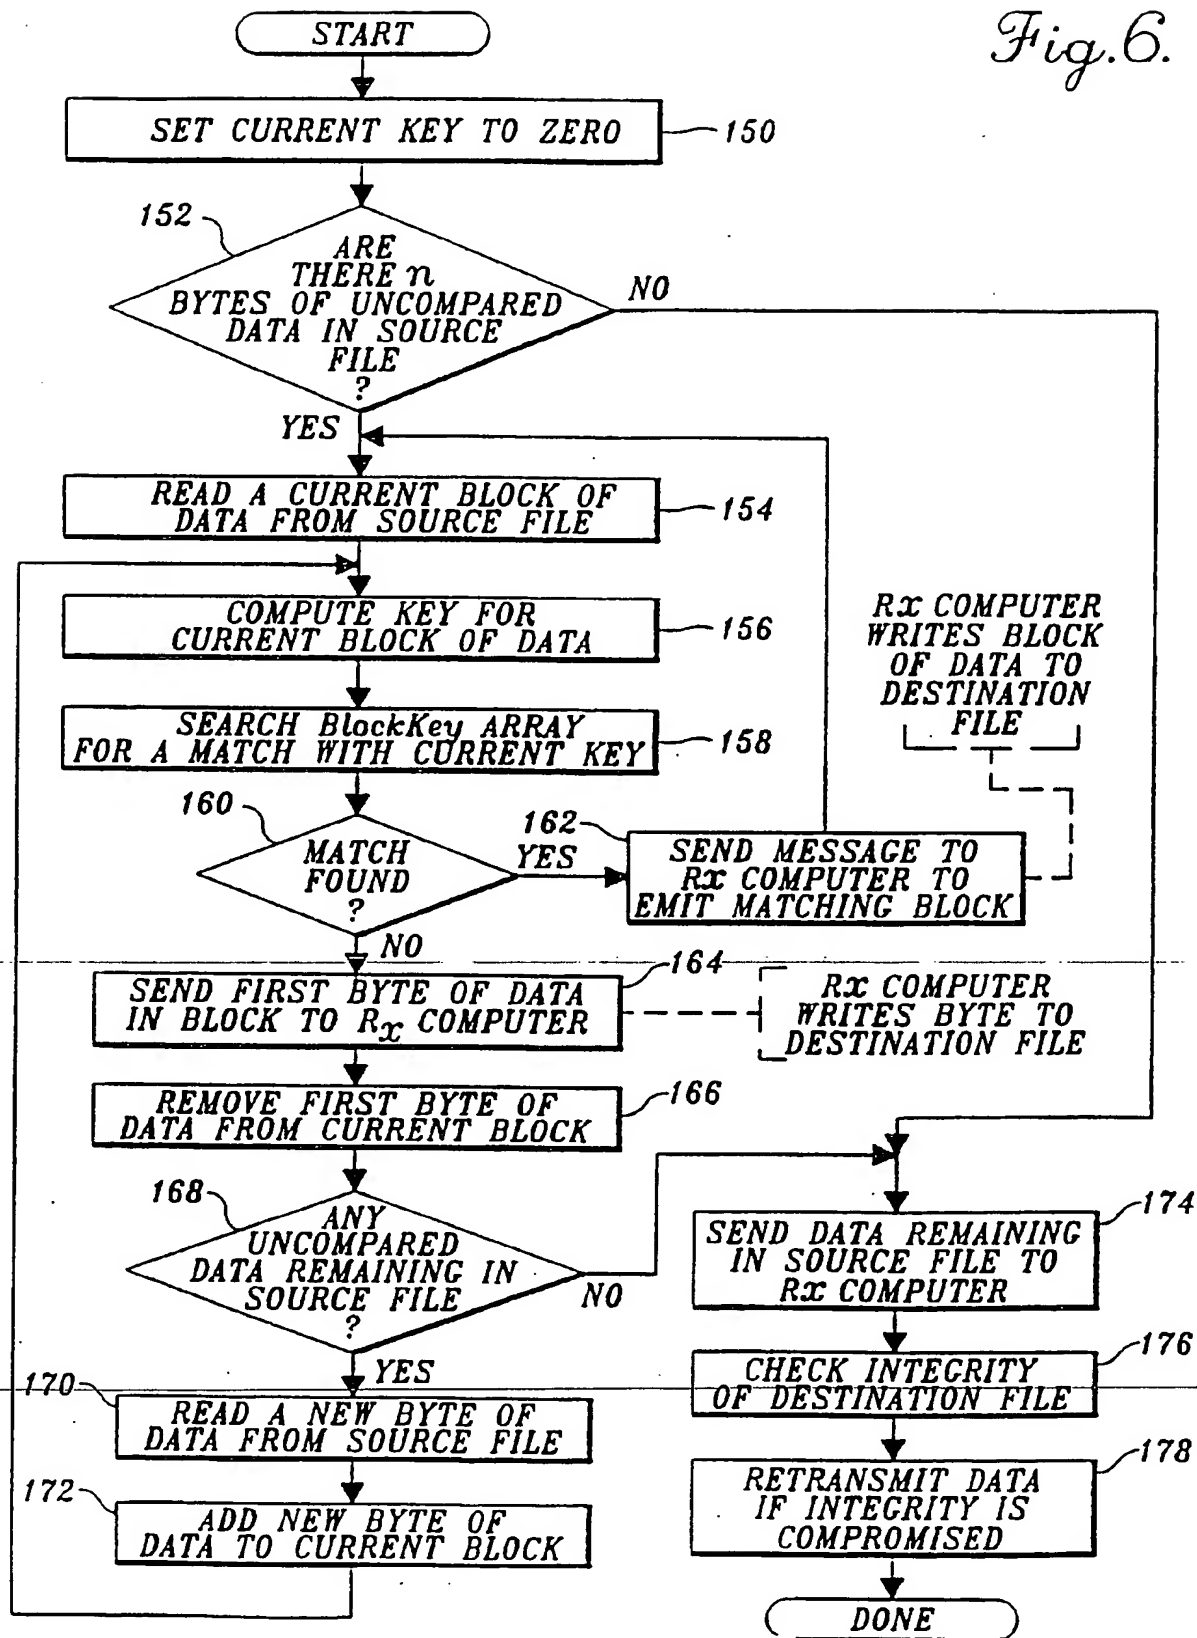 Fig.6.
START
SET CURRENT KEY TO ZERO
150
152
ARE
THERE n
BYTES OF UNCOMPARED
DATA IN SOURCE
FILE
?
NO
YES
READ A CURRENT BLOCK OF
DATA FROM SOURCE FILE
154
COMPUTE KEY FOR
CURRENT BLOCK OF DATA
156
RX COMPUTER
WRITES BLOCK
OF DATA TO
DESTINATION
FILE
SEARCH BlockKey ARRAY
FOR A MATCH WITH CURRENT KEY
158
160
MATCH
FOUND
?
YES
162
SEND MESSAGE TO
RX COMPUTER TO
EMIT MATCHING BLOCK
NO
164
SEND FIRST BYTE OF DATA
IN BLOCK TO Rx COMPUTER
RX COMPUTER
WRITES BYTE TO
DESTINATION FILE
REMOVE FIRST BYTE OF
DATA FROM CURRENT BLOCK
166
168
ANY
UNCOMPARED
DATA REMAINING IN
SOURCE FILE
?
NO
YES
174
SEND DATA REMAINING
IN SOURCE FILE TO
RX COMPUTER
176
CHECK INTEGRITY
OF DESTINATION FILE
170
READ A NEW BYTE OF
DATA FROM SOURCE FILE
178
RETRANSMIT DATA
IF INTEGRITY IS
COMPROMISED
172
ADD NEW BYTE OF
DATA TO CURRENT BLOCK
DONE